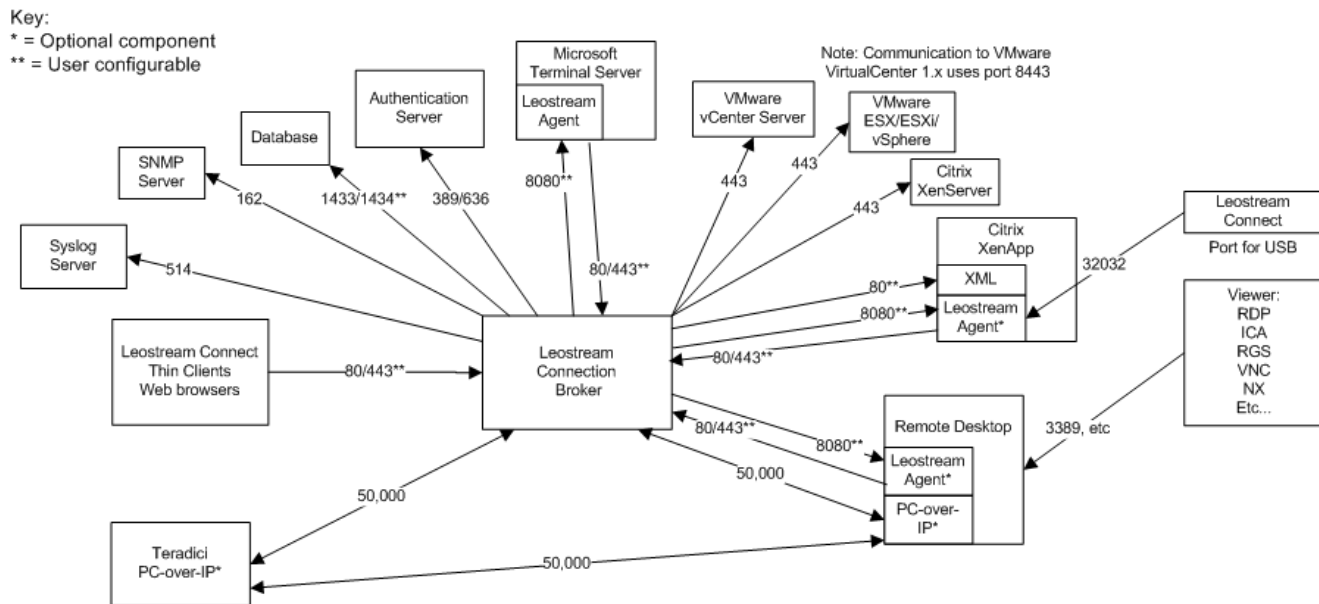 Key:
* = Optional component
** = User configurable
Microsoft
Terminal Server
Leostream
Agent
Note: Communication to VMware
VirtualCenter 1.x uses port 8443
Authentication
Server
VMware
vCenter Server
VMware
ESX/ESXi/
vSphere
Database
SNMP
Server
Citrix
XenServer
162
1433/1434**
389/636
8080**
80/443**
443
443
443
Syslog
Server
514
Citrix
XenApp
XML
Leostream
Agent*
80**
8080**
80/443**
32032
Leostream
Connect
Port for USB
Leostream Connect
Thin Clients
Web browsers
80/443**
Leostream
Connection
Broker
Viewer:
RDP
ICA
RGS
VNC
NX
Etc...
3389, etc
Remote Desktop
Leostream
Agent*
PC-over-
IP*
80/443**
8080**
50,000
50,000
Teradici
PC-over-IP*
50,000